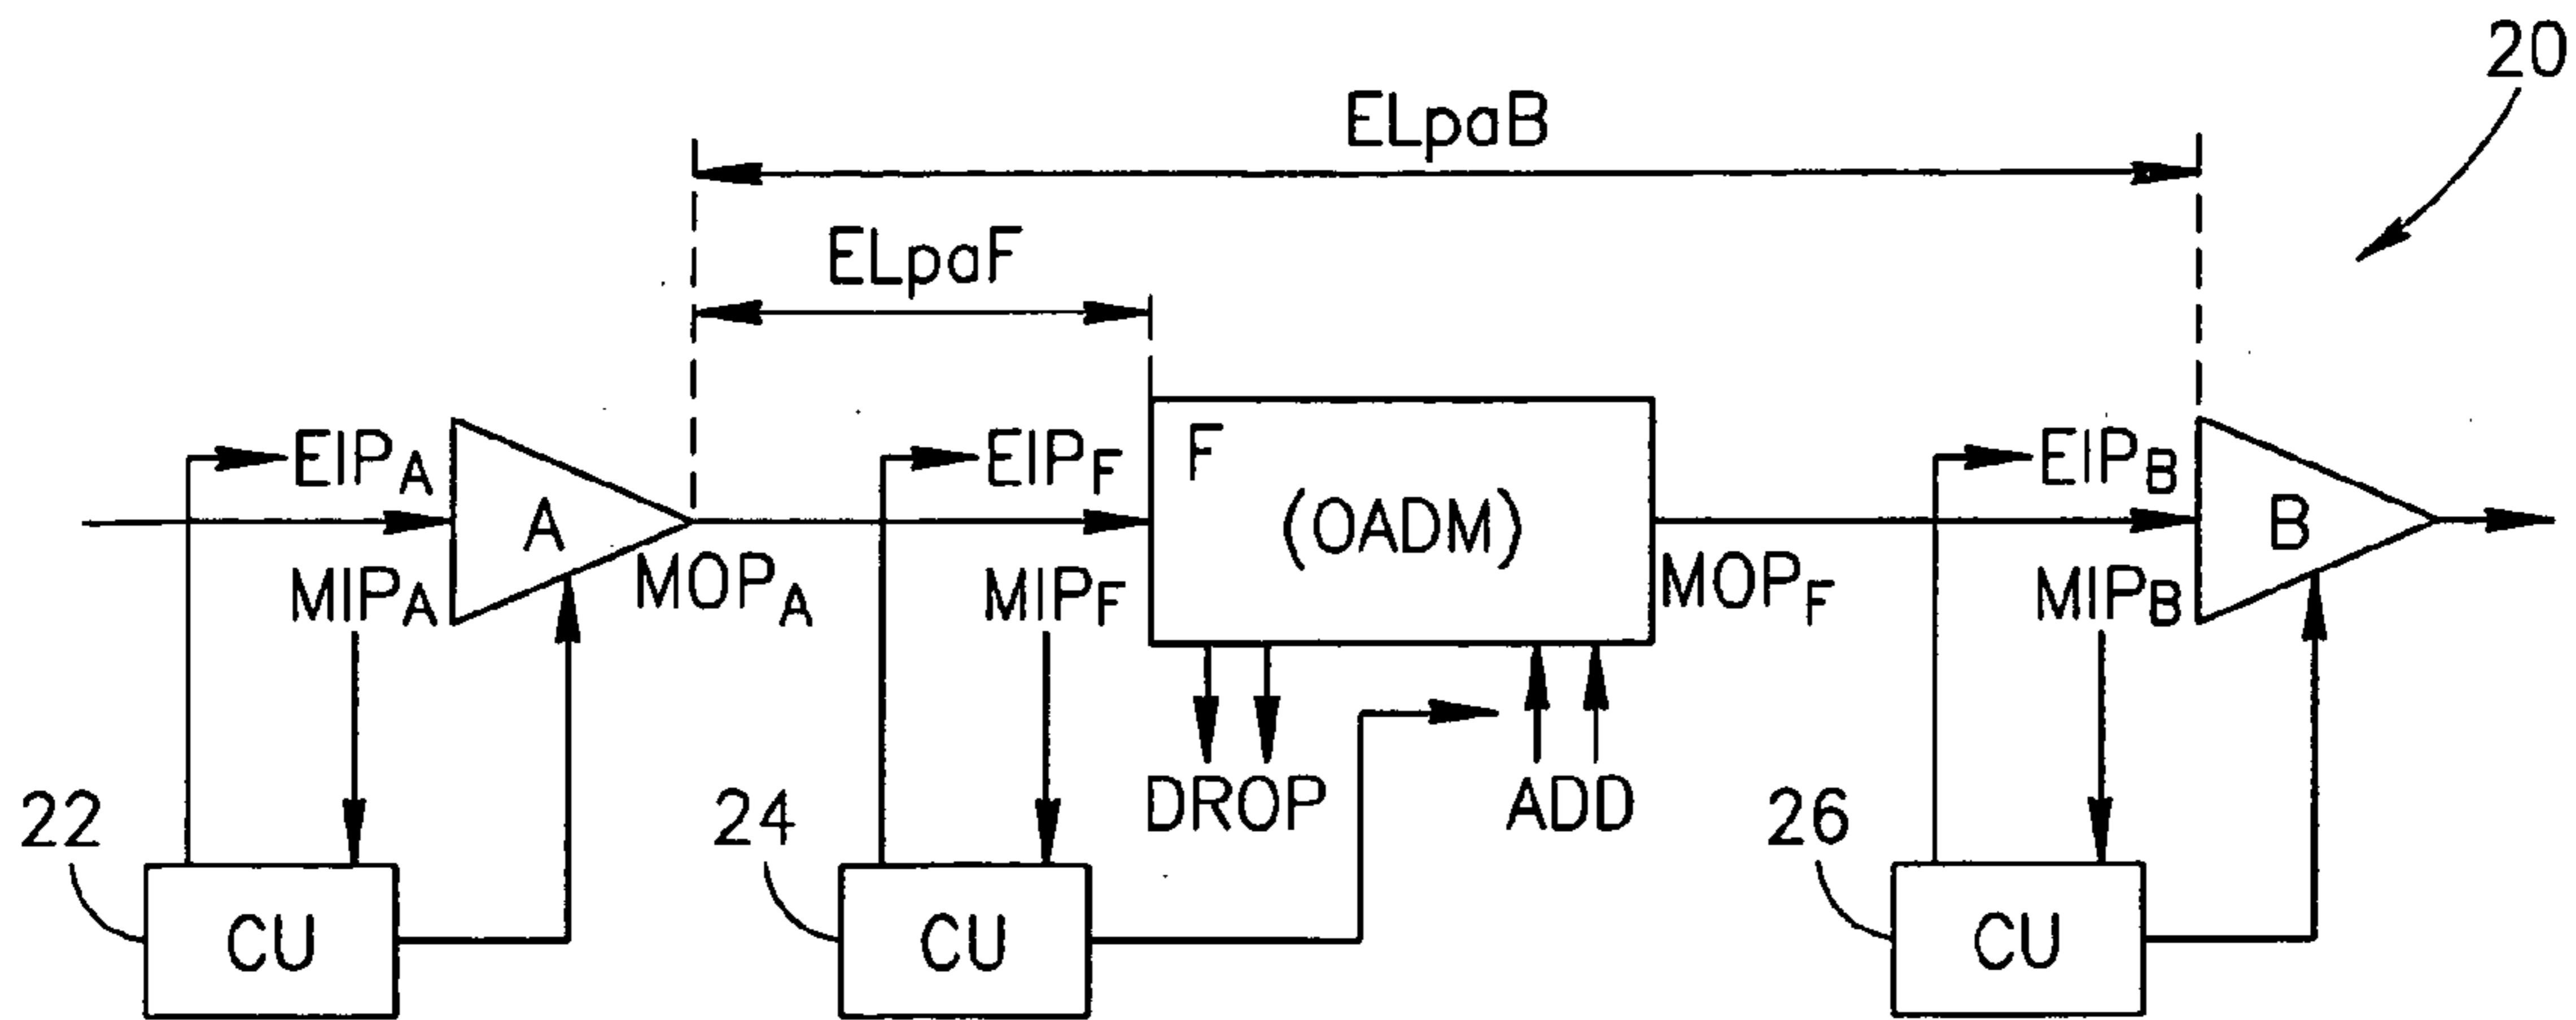 20
ELpaB
ELpaF
EIPA
EIPF
F
EIPB
A
(OADM)
B
MIPA
MOPA
MIPF
MOPF
MIPB
DROP
ADD
22
24
26
CU
CU
CU